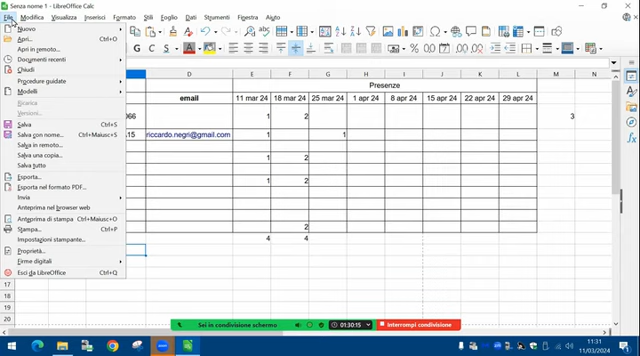 Senza nome 1 - LibreOffice Calc
File Modifica Visualizza Inserisci Formato Stili Foglio Dati Strumenti Finestra Aiuto
Nuovo
Apri... Ctrl+O
Apri in remoto...
Documenti recenti
Chiudi
Procedure guidate
Modelli
Ricarica
Versioni...
Salva Ctrl+S
Salva con nome... Ctrl+Maiusc+S
Salva in remoto...
Salva una copia...
Salva tutto
Esporta...
Esporta nel formato PDF...
Invia
Anteprima nel browser web
Anteprima di stampa Ctrl+Maiusc+O
Stampa... Ctrl+P
Impostazioni stampante...
Proprietà...
Firme digitali
Esci da LibreOffice Ctrl+Q
G C S
D E F G H I J K L M N
Presenze
email 11 mar 24 18 mar 24 25 mar 24 1 apr 24 8 apr 24 15 apr 24 22 apr 24 29 apr 24
066 1 2 3
.15 riccardo.negri@gmail.com 1 1
1 2
1 2
2
4 4
17
18
19
20
Sei in condivisione schermo 01:30:15 Interrompi condivisione
11:31
11/03/2024